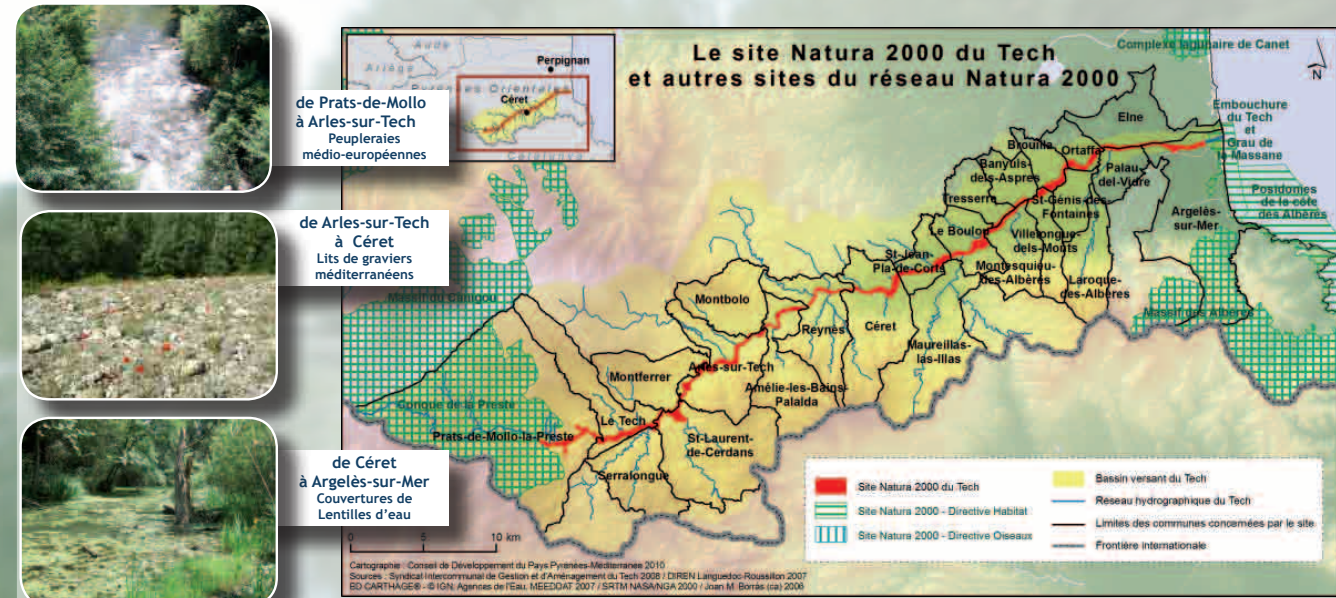 de Prats-de-Mollo
à Arles-sur-Tech
Peupleraies
médio-européennes
de Arles-sur-Tech
à Céret
Lits de graviers
méditerranéens
de Céret
à Argelès-sur-Mer
Couvertures de
Lentilles d'eau
Le site Natura 2000 du Tech
et autres sites du réseau Natura 2000
Aude
Ariège
Perpignan
Pyrénées Orientales
Céret
Catalunya
Complexe lagunaire de Canet
N
Embouchure
du Tech
et
Grau de
la Massane
Posidonies
de la côte
des Albères
Elne
Brouilla
Ortaffa
Banyuls-
dels-Aspres
Palau-
del-Vidre
Tresserre
St-Génis-des-
Fontaines
Argelès-
sur-Mer
Le Boulou
Villelongue-
dels-Monts
St-Jean-
Pla-de-Corts
Montesquieu-
des-Albères
Laroque-
des-Albères
Massif des Albères
Massif du Canigou
Montbolo
Reynès
Céret
Maureillas-
las-Illas
Arles-sur-Tech
Montferrer
Amélie-les-Bains-
Palalda
Conque de la Preste
Le Tech
Prats-de-Mollo-la-Preste
St-Laurent-
de-Cerdans
Serralongue
0 5 10 km
Site Natura 2000 du Tech
Site Natura 2000 - Directive Habitat
Site Natura 2000 - Directive Oiseaux
Bassin versant du Tech
Réseau hydrographique du Tech
Limites des communes concernées par le site
Frontière internationale
Cartographie : Conseil de Développement du Pays Pyrénées-Méditerranée 2010
Sources : Syndicat Intercommunal de Gestion et d'Aménagement du Tech 2008 / DIREN Languedoc-Roussillon 2007
BD CARTHAGE® - © IGN, Agences de l'Eau, MEEDDAT 2007 / SRTM NASA/NGA 2000 / Joan M. Borràs (ca) 2006